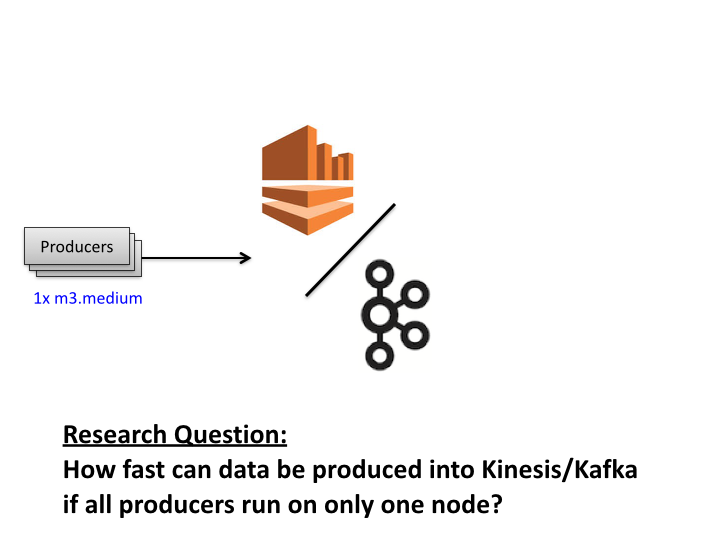 Producers
1x m3.medium
Research Question:
How fast can data be produced into Kinesis/Kafka
if all producers run on only one node?